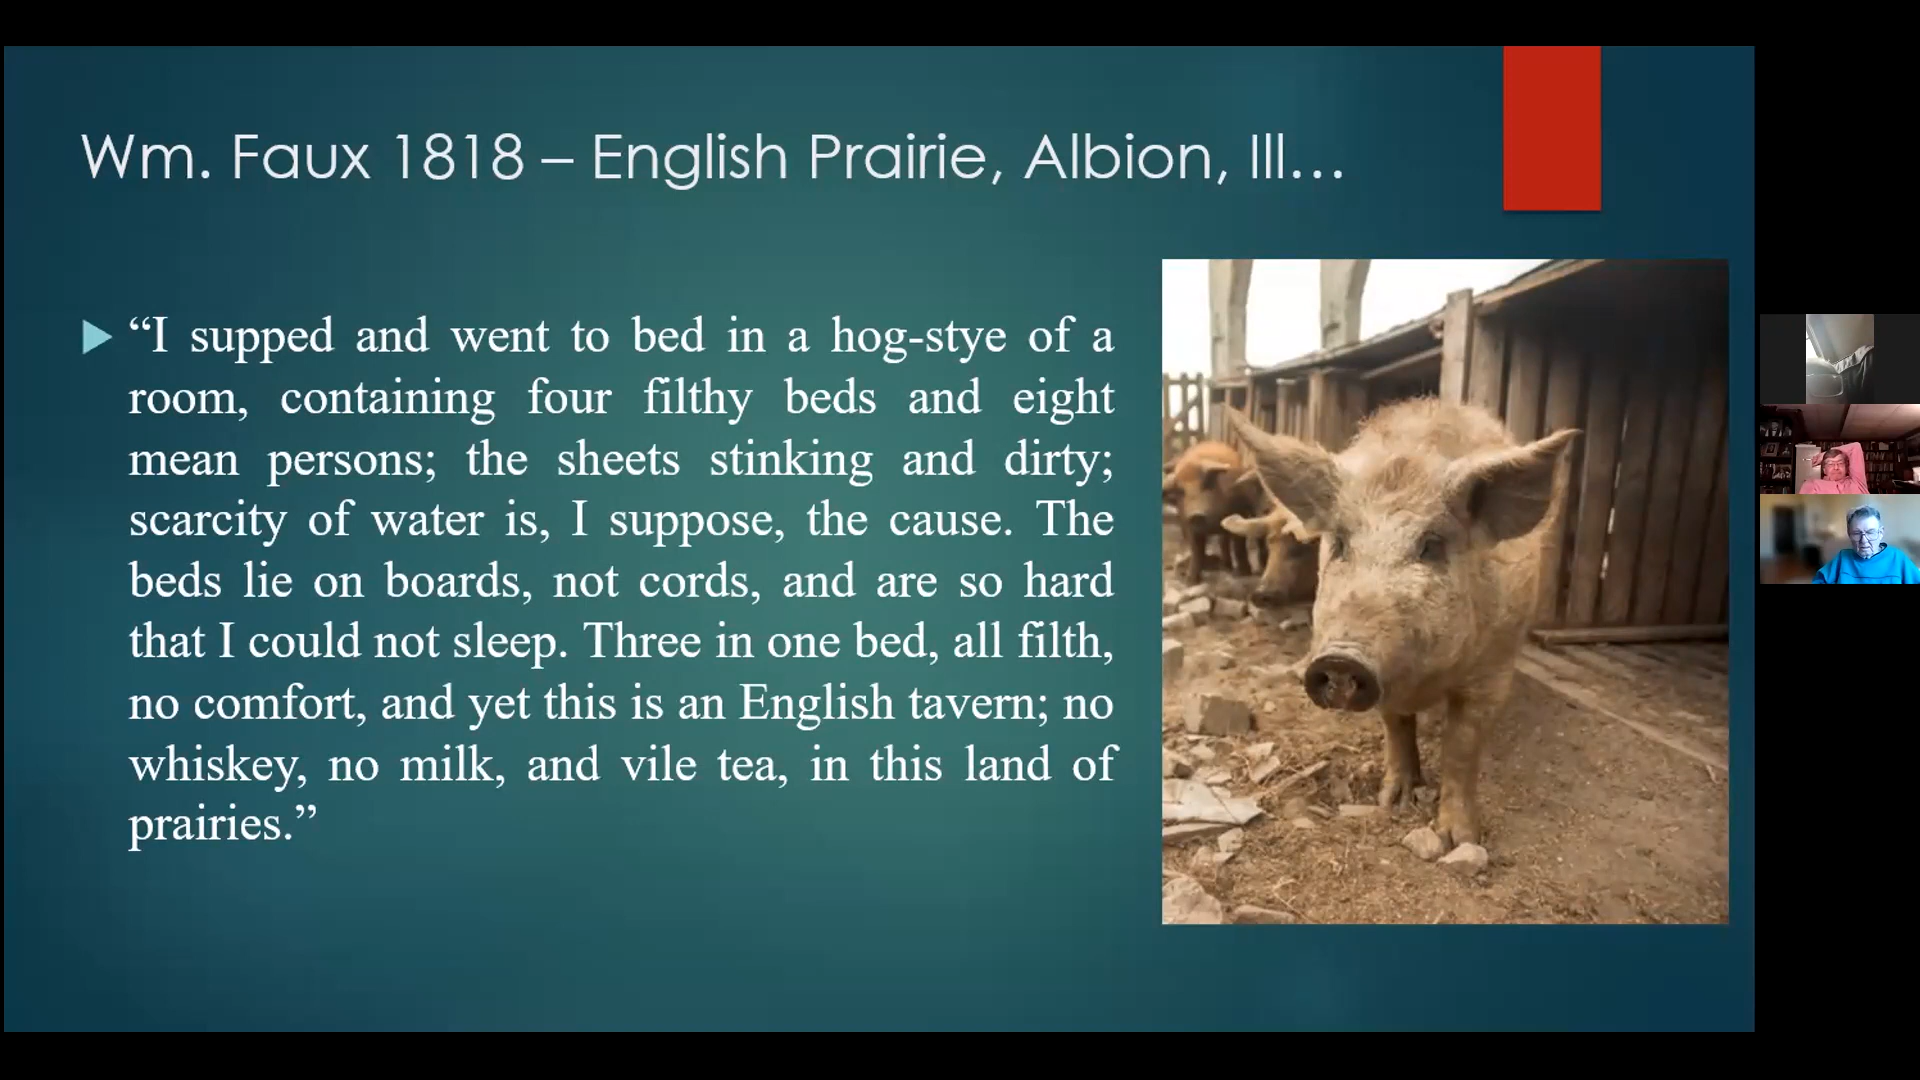 Wm. Faux 1818 – English Prairie, Albion, Ill…
“I supped and went to bed in a hog-stye of a
room, containing four filthy beds and eight
mean persons; the sheets stinking and dirty;
scarcity of water is, I suppose, the cause. The
beds lie on boards, not cords, and are so hard
that I could not sleep. Three in one bed, all filth,
no comfort, and yet this is an English tavern; no
whiskey, no milk, and vile tea, in this land of
prairies.”